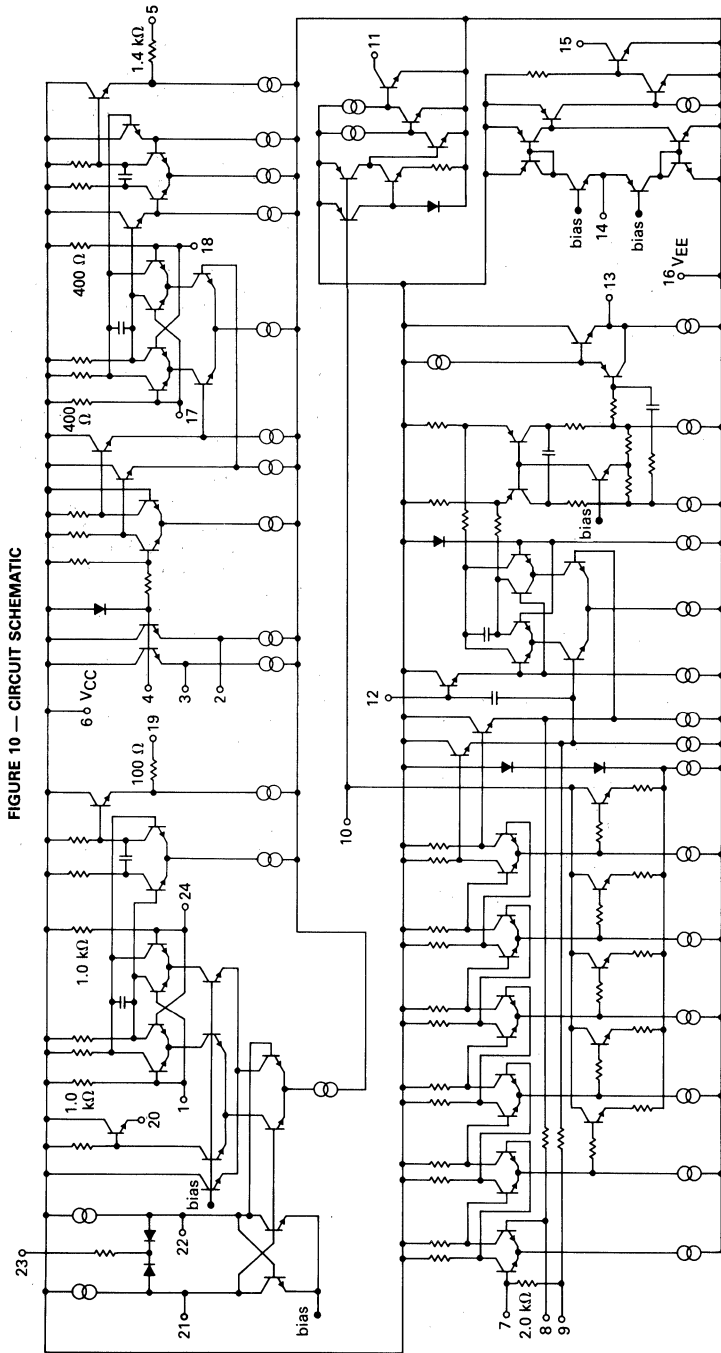 FIGURE 10 — CIRCUIT SCHEMATIC
23
21
22
bias
bias
20
1.0 kΩ
1
1.0 kΩ
24
100 Ω
19
6 VCC
4
3
2
400 Ω
17
400 Ω
18
1.4 kΩ
5
10
11
12
bias
13
16 VEE
bias
14
bias
15
7
2.0 kΩ
8
9